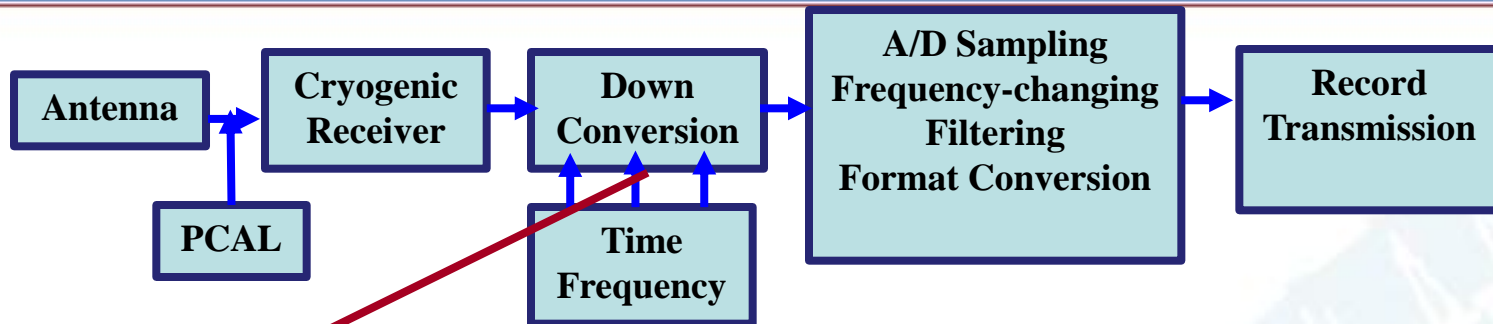 Antenna
Cryogenic
Receiver
Down
Conversion
A/D Sampling
Frequency-changing
Filtering
Format Conversion
Record
Transmission
PCAL
Time
Frequency